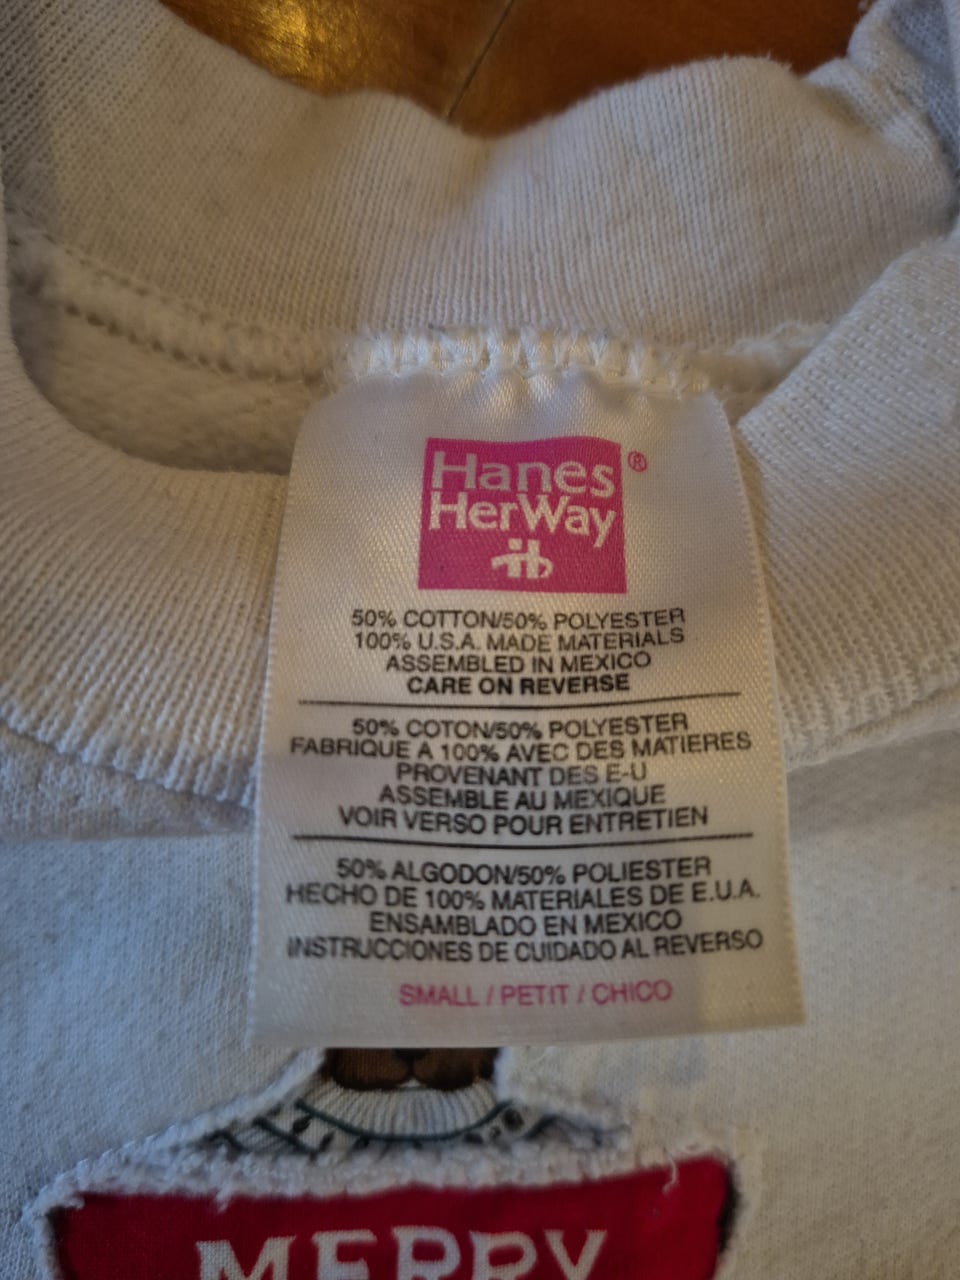 Hanes ®
HerWay
50% COTTON/50% POLYESTER
100% U.S.A. MADE MATERIALS
ASSEMBLED IN MEXICO
CARE ON REVERSE
50% COTON/50% POLYESTER
FABRIQUE A 100% AVEC DES MATIERES
PROVENANT DES E-U
ASSEMBLE AU MEXIQUE
VOIR VERSO POUR ENTRETIEN
50% ALGODON/50% POLIESTER
HECHO DE 100% MATERIALES DE E.U.A.
ENSAMBLADO EN MEXICO
INSTRUCCIONES DE CUIDADO AL REVERSO
SMALL / PETIT / CHICO
MERRY